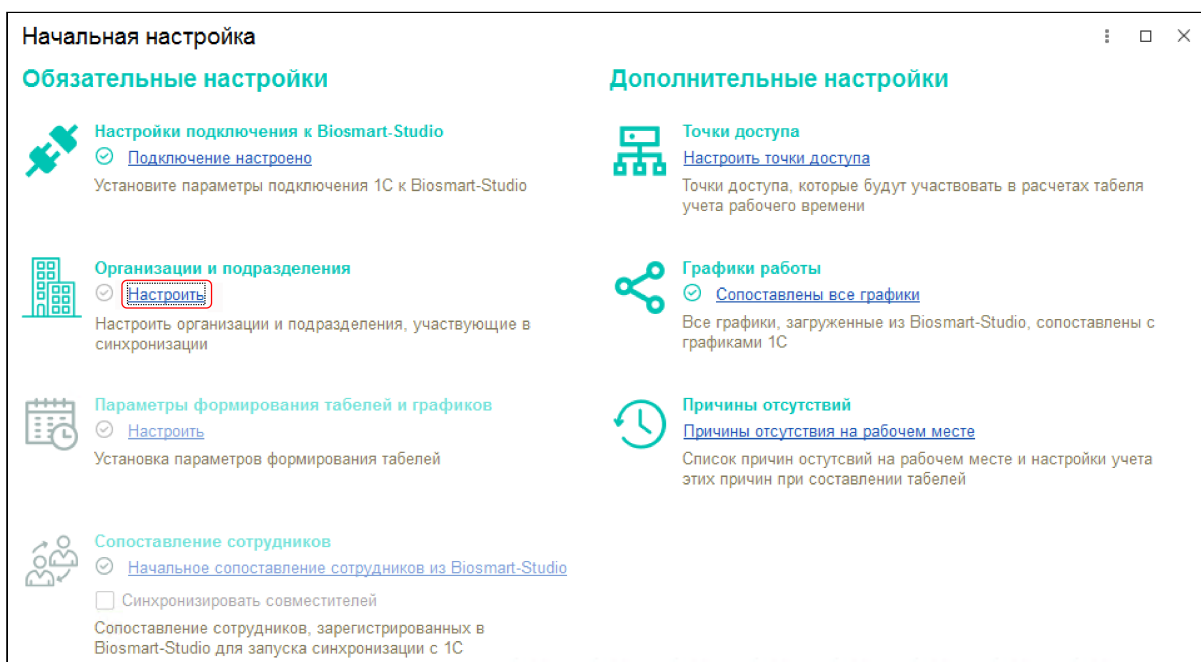 Начальная настройка
Обязательные настройки
Настройки подключения к Biosmart-Studio
Подключение настроено
Установите параметры подключения 1С к Biosmart-Studio
Организации и подразделения
Настроить
Настроить организации и подразделения, участвующие в
синхронизации
Параметры формирования табелей и графиков
Настроить
Установка параметров формирования табелей
Сопоставление сотрудников
Начальное сопоставление сотрудников из Biosmart-Studio
Синхронизировать совместителей
Сопоставление сотрудников, зарегистрированных в
Biosmart-Studio для запуска синхронизации с 1С
Дополнительные настройки
Точки доступа
Настроить точки доступа
Точки доступа, которые будут участвовать в расчетах табеля
учета рабочего времени
Графики работы
Сопоставлены все графики
Все графики, загруженные из Biosmart-Studio, сопоставлены с
графиками 1С
Причины отсутствий
Причины отсутствия на рабочем месте
Список причин остутсвий на рабочем месте и настройки учета
этих причин при составлении табелей